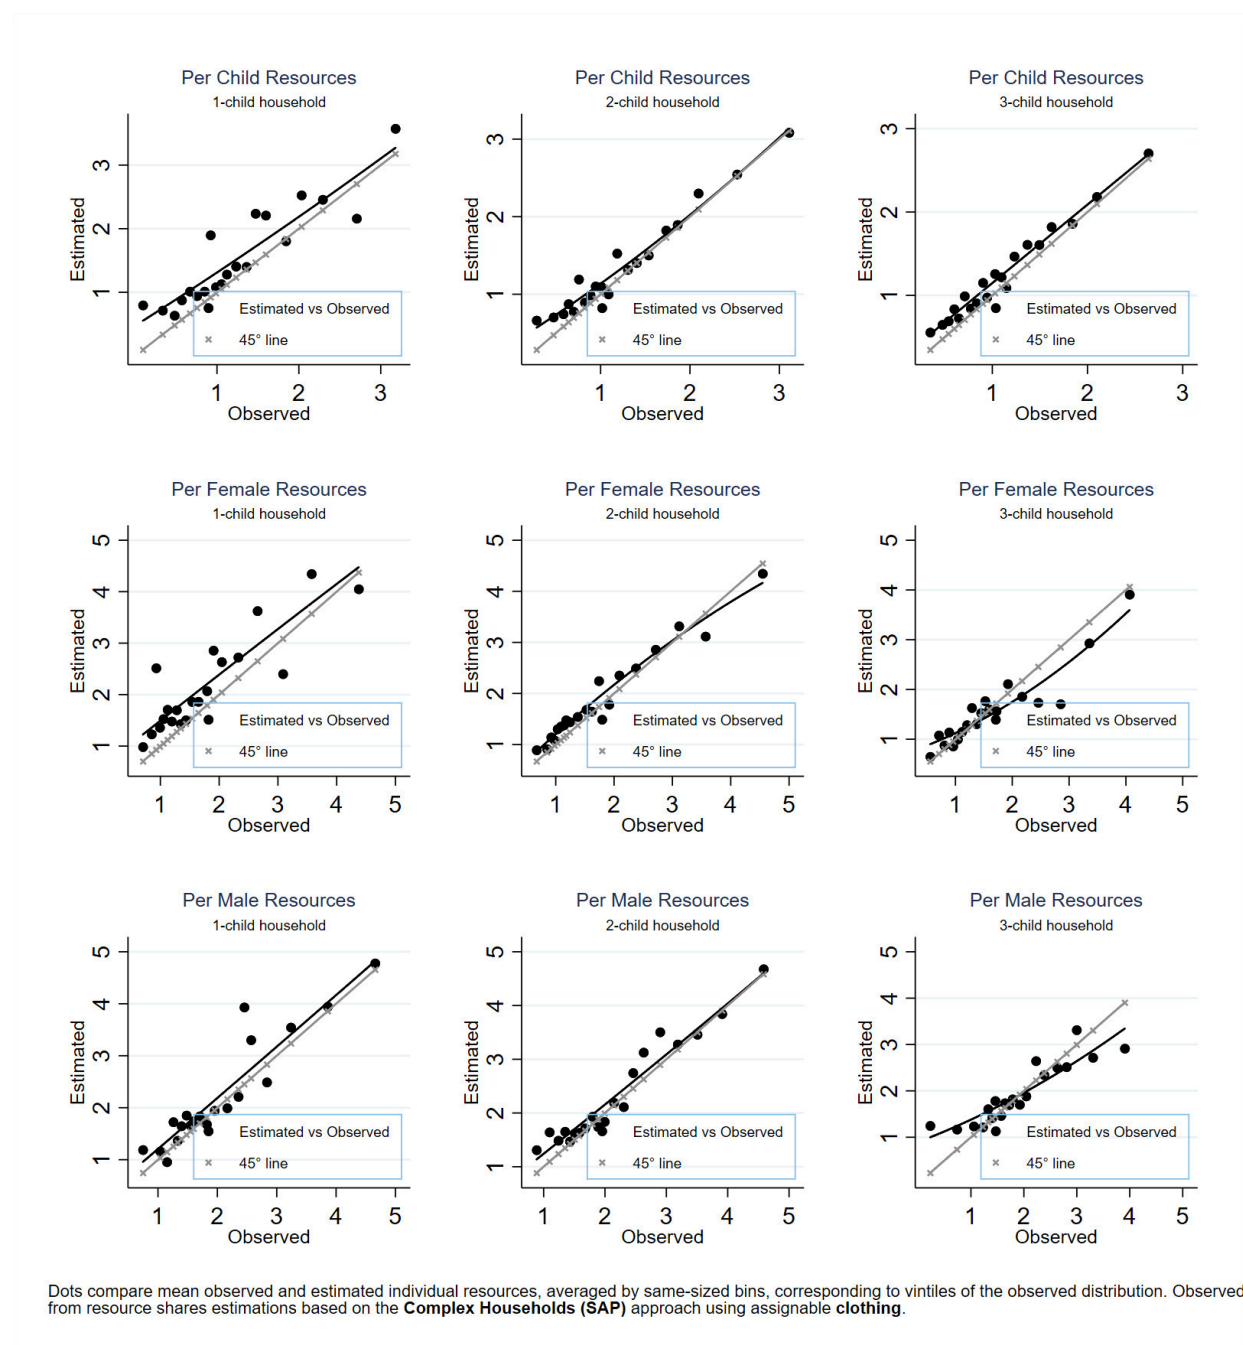 Per Child Resources
1-child household
Estimated
3
2
1
Estimated vs Observed
45° line
1 2 3
Observed
Per Child Resources
2-child household
Estimated
3
2
1
Estimated vs Observed
45° line
1 2 3
Observed
Per Child Resources
3-child household
Estimated
3
2
1
Estimated vs Observed
45° line
1 2 3
Observed
Per Female Resources
1-child household
Estimated
5
4
3
2
1
Estimated vs Observed
45° line
1 2 3 4 5
Observed
Per Female Resources
2-child household
Estimated
5
4
3
2
1
Estimated vs Observed
45° line
1 2 3 4 5
Observed
Per Female Resources
3-child household
Estimated
5
4
3
2
1
Estimated vs Observed
45° line
1 2 3 4 5
Observed
Per Male Resources
1-child household
Estimated
5
4
3
2
1
Estimated vs Observed
45° line
1 2 3 4 5
Observed
Per Male Resources
2-child household
Estimated
5
4
3
2
1
Estimated vs Observed
45° line
1 2 3 4 5
Observed
Per Male Resources
3-child household
Estimated
5
4
3
2
1
Estimated vs Observed
45° line
1 2 3 4 5
Observed
Dots compare mean observed and estimated individual resources, averaged by same-sized bins, corresponding to vintiles of the observed distribution. Observed
from resource shares estimations based on the Complex Households (SAP) approach using assignable clothing.